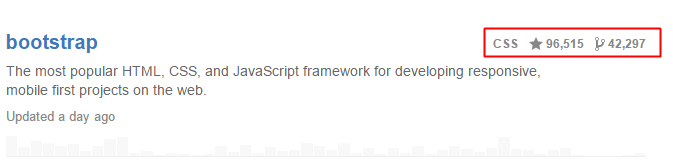 bootstrap CSS 96,515 42,297
The most popular HTML, CSS, and JavaScript framework for developing responsive,
mobile first projects on the web.
Updated a day ago